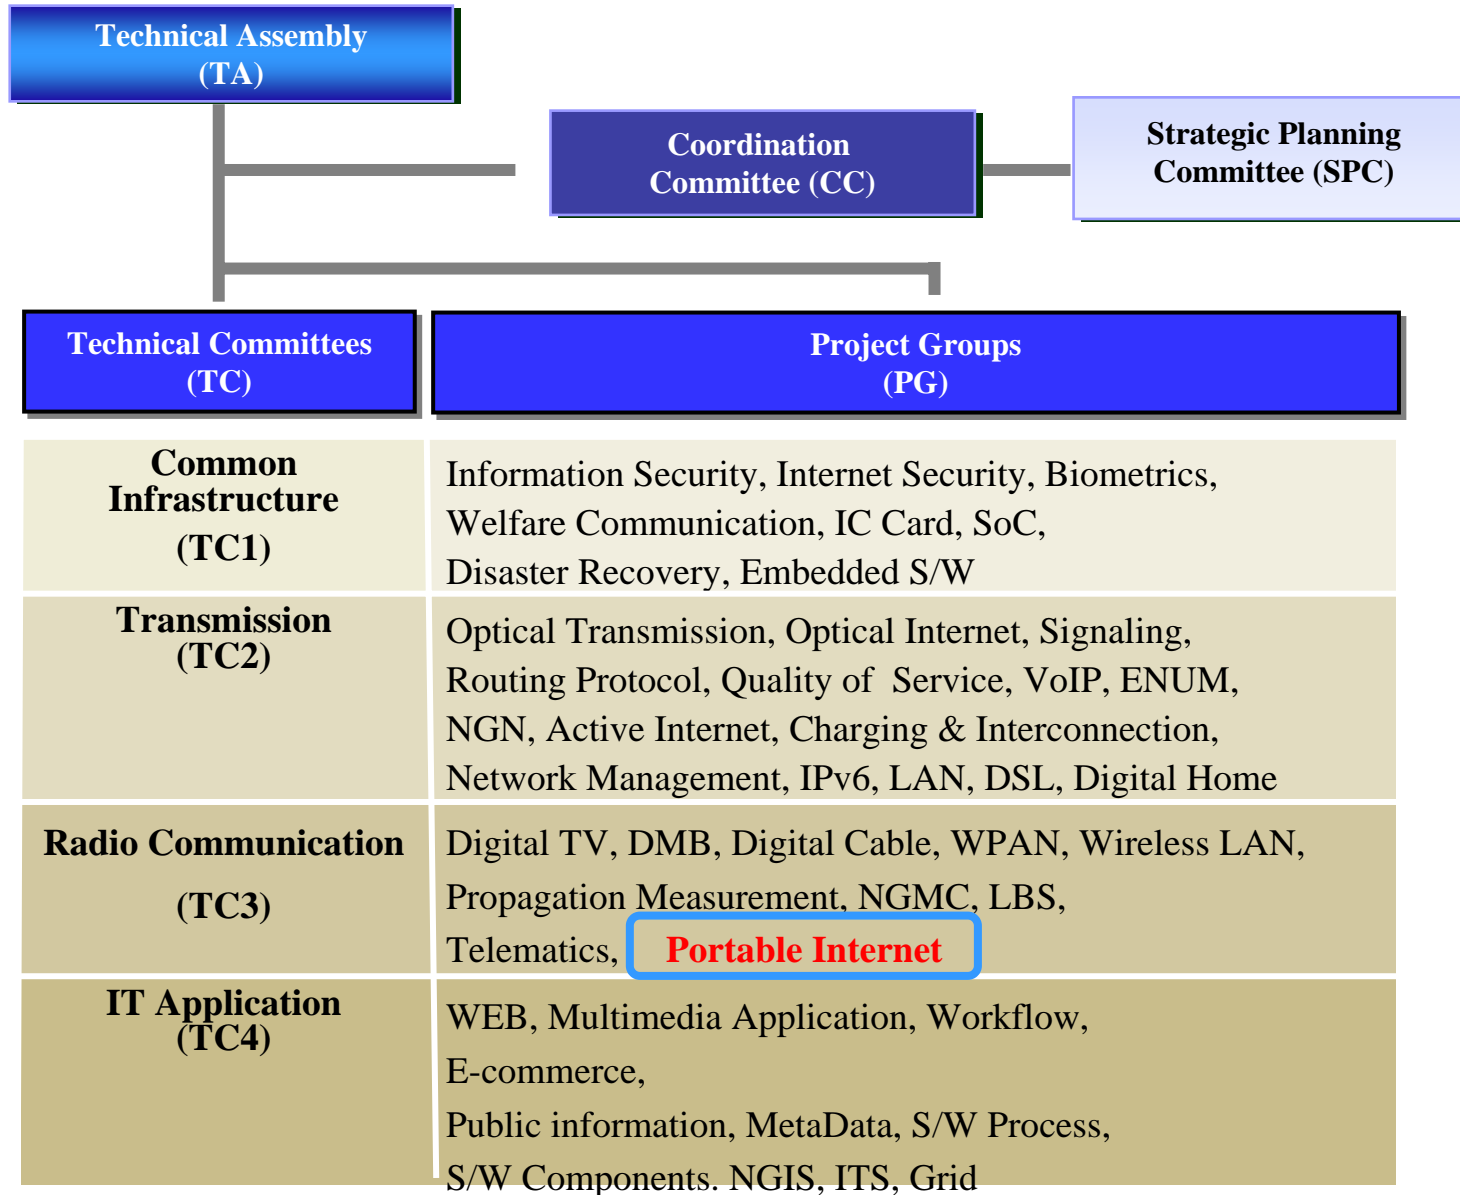 Technical Assembly
(TA)
Coordination
Committee (CC)
Strategic Planning
Committee (SPC)
Technical Committees
(TC)
Project Groups
(PG)
Common
Infrastructure
(TC1)
Information Security, Internet Security, Biometrics,
Welfare Communication, IC Card, SoC,
Disaster Recovery, Embedded S/W
Transmission
(TC2)
Optical Transmission, Optical Internet, Signaling,
Routing Protocol, Quality of Service, VoIP, ENUM,
NGN, Active Internet, Charging & Interconnection,
Network Management, IPv6, LAN, DSL, Digital Home
Radio Communication
(TC3)
Digital TV, DMB, Digital Cable, WPAN, Wireless LAN,
Propagation Measurement, NGMC, LBS,
Telematics, Portable Internet
IT Application
(TC4)
WEB, Multimedia Application, Workflow,
E-commerce,
Public information, MetaData, S/W Process,
S/W Components. NGIS, ITS, Grid